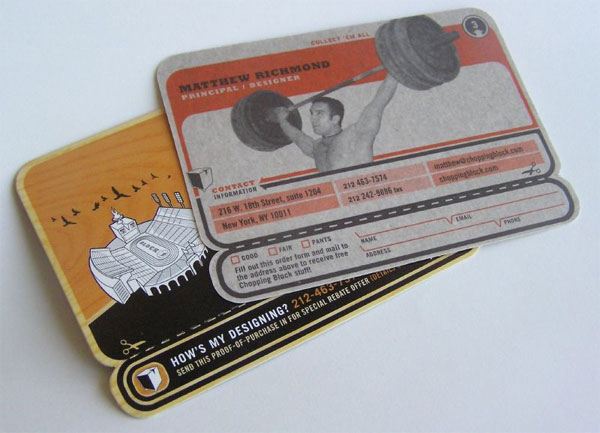 COLLECT 'EM ALL
3
MATTHEW RICHMOND
PRINCIPAL / DESIGNER
CONTACT
INFORMATION
216 W. 18th Street, suite 1204
New York, NY 10011
212 463-7574
212 242-9896 fax
matthew@choppingblock.com
choppingblock.com
GOOD FAIR PANTS
Fill out this order form and mail to
the address above to receive free
Chopping Block stuff!
NAME EMAIL
ADDRESS PHONE
HOW'S MY DESIGNING? 212-463-
SEND THIS PROOF-OF-PURCHASE IN FOR SPECIAL REBATE OFFER